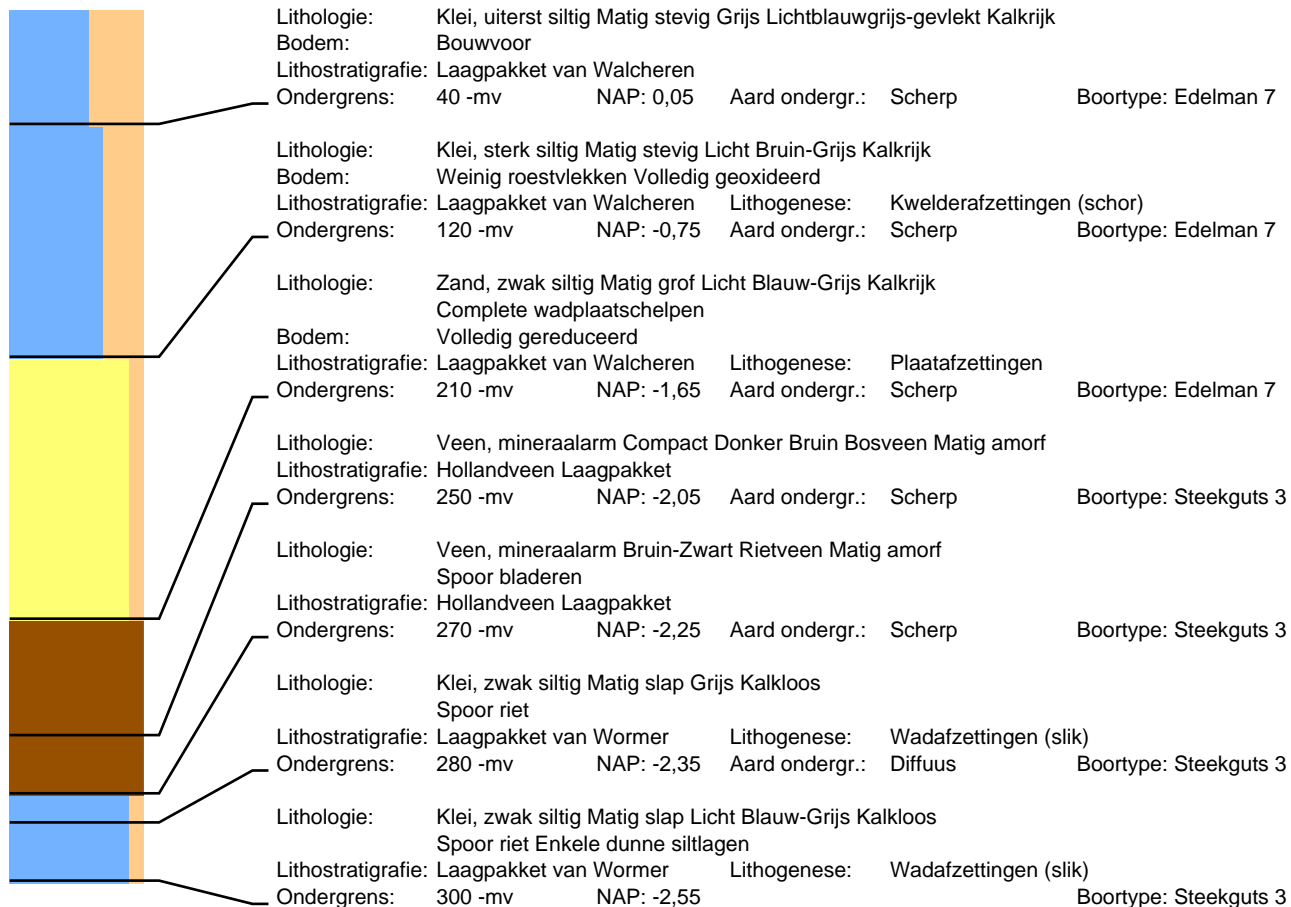 Lithologie: Klei, uiterst siltig Matig stevig Grijs Lichtblauwgrijs-gevlekt Kalkrijk
Bodem: Bouwvoor
Lithostratigrafie: Laagpakket van Walcheren
Ondergrens: 40 -mv NAP: 0,05 Aard ondergr.: Scherp Boortype: Edelman 7
Lithologie: Klei, sterk siltig Matig stevig Licht Bruin-Grijs Kalkrijk
Bodem: Weinig roestvlekken Volledig geoxideerd
Lithostratigrafie: Laagpakket van Walcheren Lithogenese: Kwelderafzettingen (schor)
Ondergrens: 120 -mv NAP: -0,75 Aard ondergr.: Scherp Boortype: Edelman 7
Lithologie: Zand, zwak siltig Matig grof Licht Blauw-Grijs Kalkrijk
Complete wadplaatschelpen
Bodem: Volledig gereduceerd
Lithostratigrafie: Laagpakket van Walcheren Lithogenese: Plaatafzettingen
Ondergrens: 210 -mv NAP: -1,65 Aard ondergr.: Scherp Boortype: Edelman 7
Lithologie: Veen, mineraalarm Compact Donker Bruin Bosveen Matig amorf
Lithostratigrafie: Hollandveen Laagpakket
Ondergrens: 250 -mv NAP: -2,05 Aard ondergr.: Scherp Boortype: Steekguts 3
Lithologie: Veen, mineraalarm Bruin-Zwart Rietveen Matig amorf
Spoor bladeren
Lithostratigrafie: Hollandveen Laagpakket
Ondergrens: 270 -mv NAP: -2,25 Aard ondergr.: Scherp Boortype: Steekguts 3
Lithologie: Klei, zwak siltig Matig slap Grijs Kalkloos
Spoor riet
Lithostratigrafie: Laagpakket van Wormer Lithogenese: Wadafzettingen (slik)
Ondergrens: 280 -mv NAP: -2,35 Aard ondergr.: Diffuus Boortype: Steekguts 3
Lithologie: Klei, zwak siltig Matig slap Licht Blauw-Grijs Kalkloos
Spoor riet Enkele dunne siltlagen
Lithostratigrafie: Laagpakket van Wormer Lithogenese: Wadafzettingen (slik)
Ondergrens: 300 -mv NAP: -2,55 Boortype: Steekguts 3